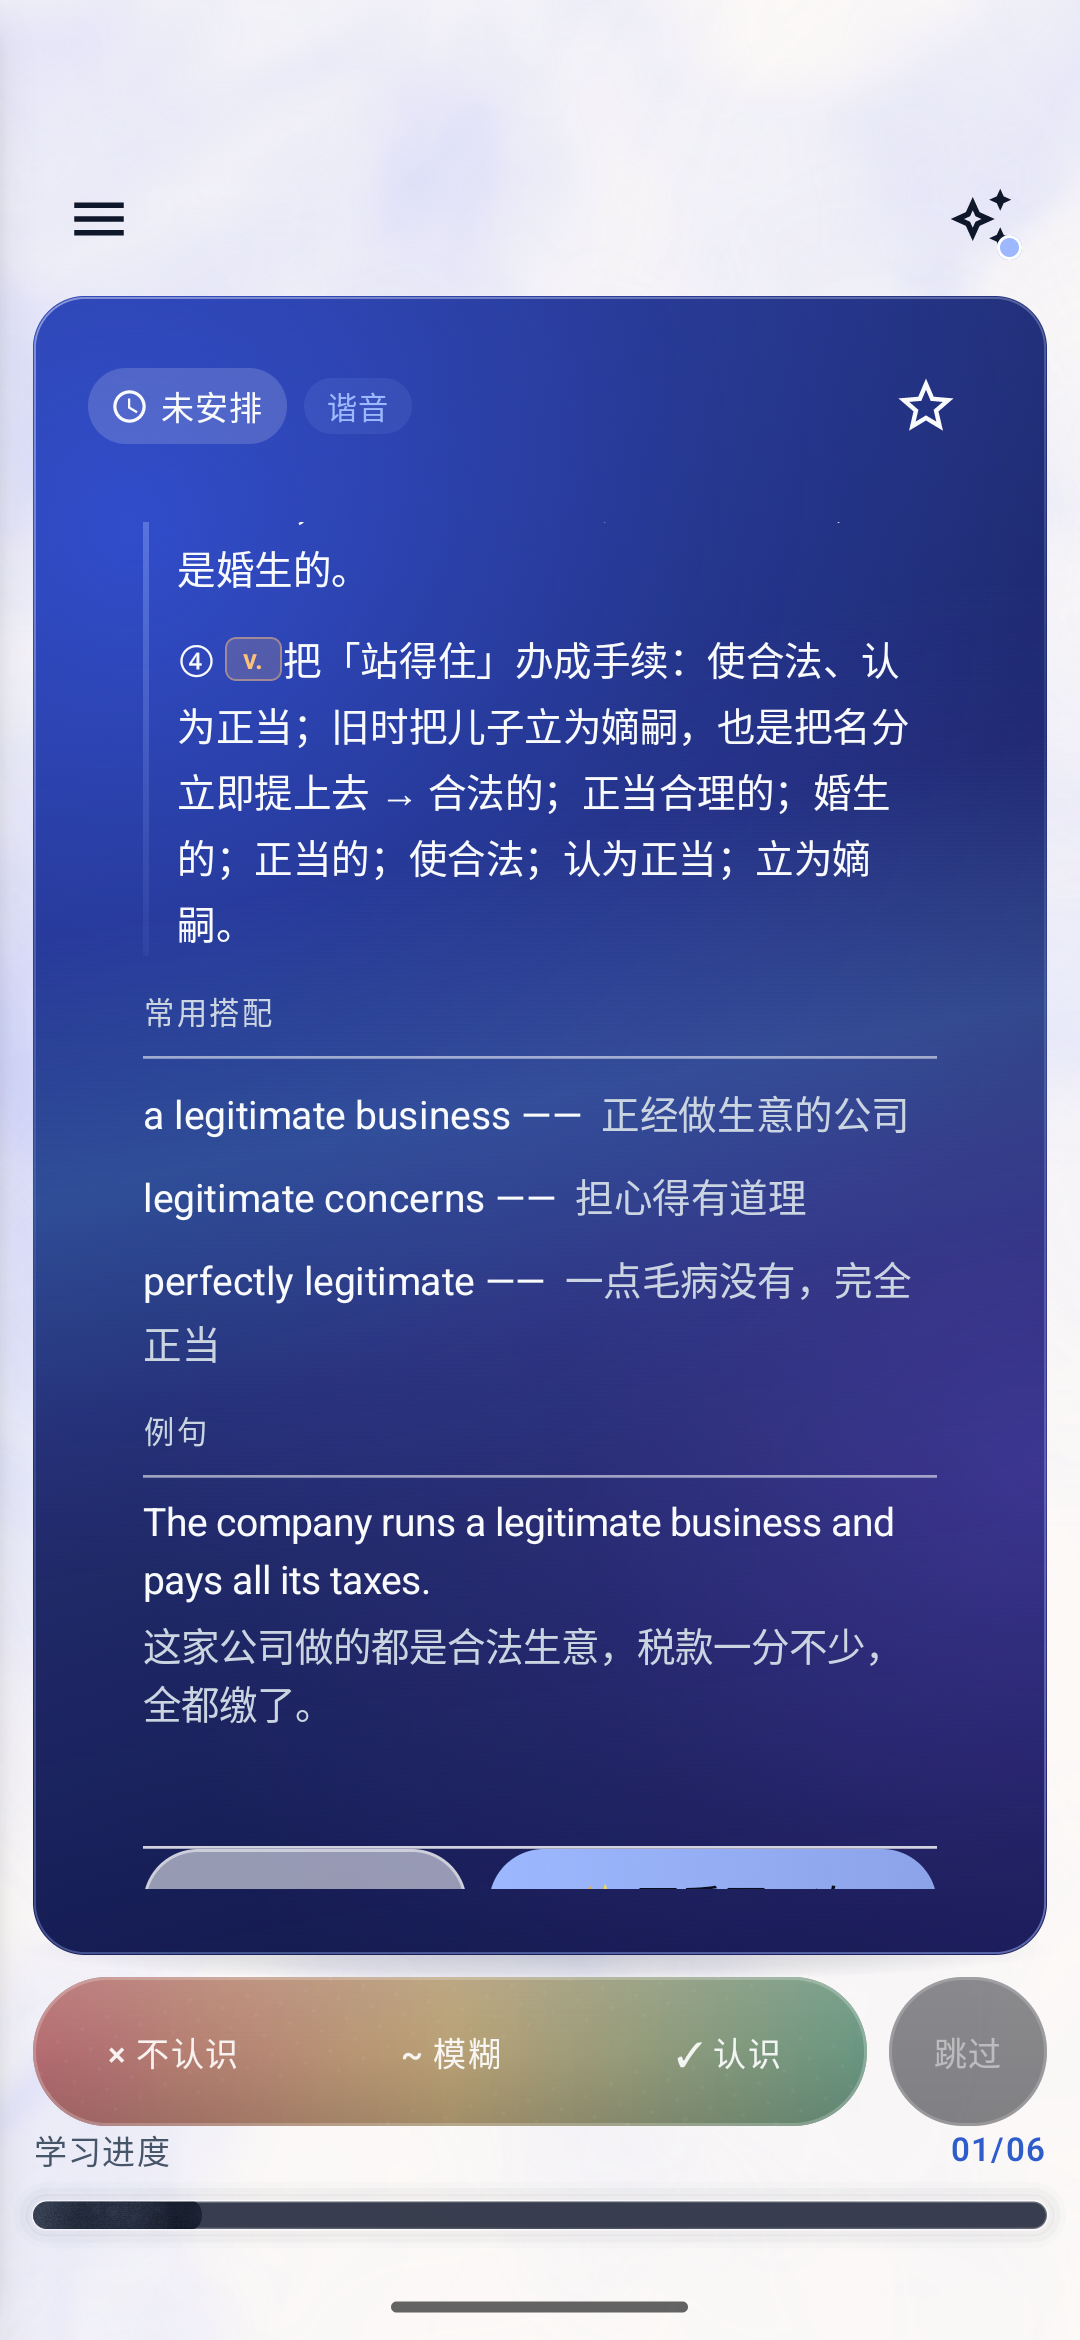 未安排 谐音
是婚生的。
④ v. 把「站得住」办成手续：使合法、认
为正当；旧时把儿子立为嫡嗣，也是把名分
立即提上去 → 合法的；正当合理的；婚生
的；正当的；使合法；认为正当；立为嫡
嗣。
常用搭配
a legitimate business —— 正经做生意的公司
legitimate concerns —— 担心得有道理
perfectly legitimate —— 一点毛病没有，完全
正当
例句
The company runs a legitimate business and
pays all its taxes.
这家公司做的都是合法生意，税款一分不少，
全都缴了。
× 不认识 ~ 模糊 ✓ 认识 跳过
学习进度 01/06